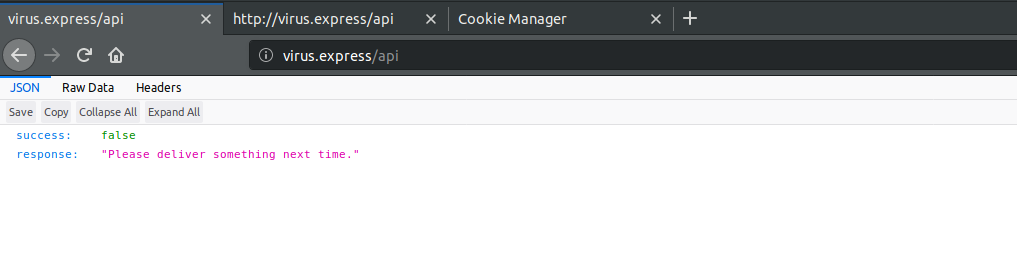 virus.express/api http://virus.express/api Cookie Manager
virus.express/api
JSON Raw Data Headers
Save Copy Collapse All Expand All
success: false
response: "Please deliver something next time."